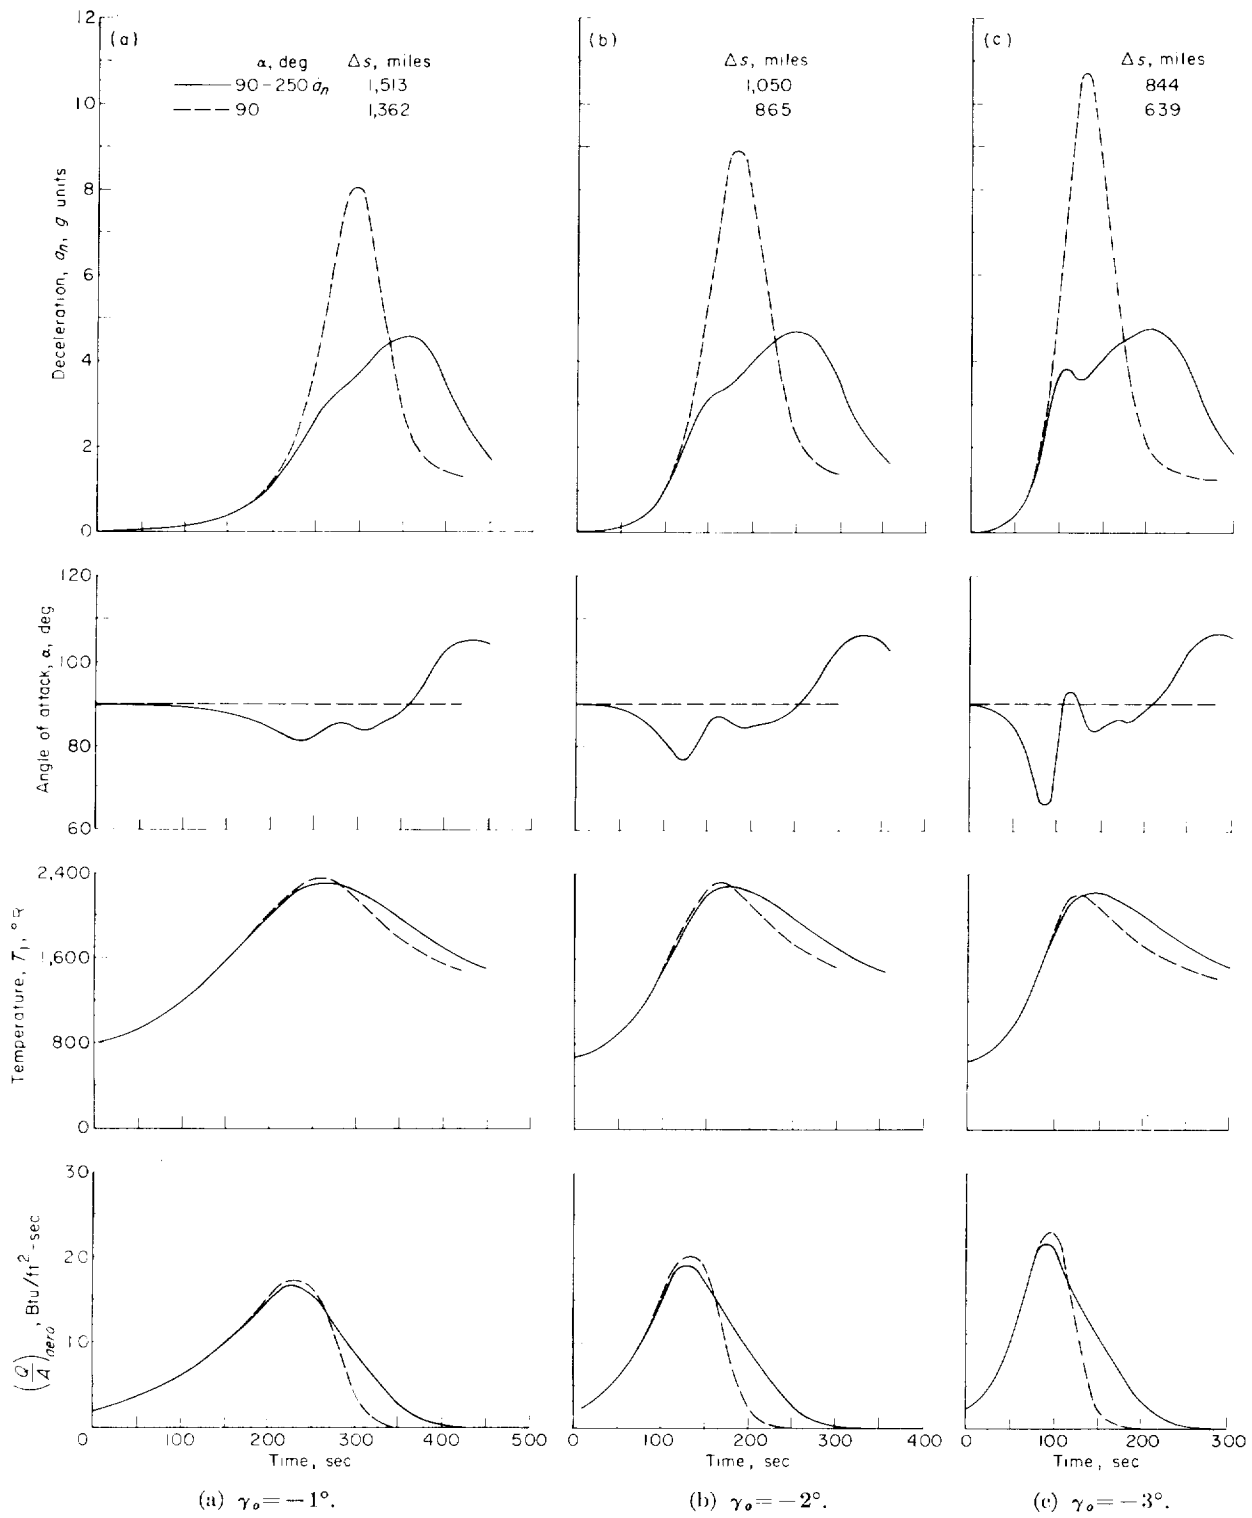 12
10
8
6
4
2
0
Deceleration, a_n, g units
(a)
α, deg Δs, miles
90 – 250 ȧ_n 1,513
90 1,362
(b)
Δs, miles
1,050
865
(c)
Δs, miles
844
639
120
100
80
60
Angle of attack, α, deg
2,400
1,600
800
0
Temperature, T_1, °R
30
20
10
0
(Q/A)_aero, Btu/ft²-sec
0 100 200 300 400 500
Time, sec
0 100 200 300 400
Time, sec
0 100 200 300
Time, sec
(a) γ_o = −1°.
(b) γ_o = −2°.
(c) γ_o = −3°.